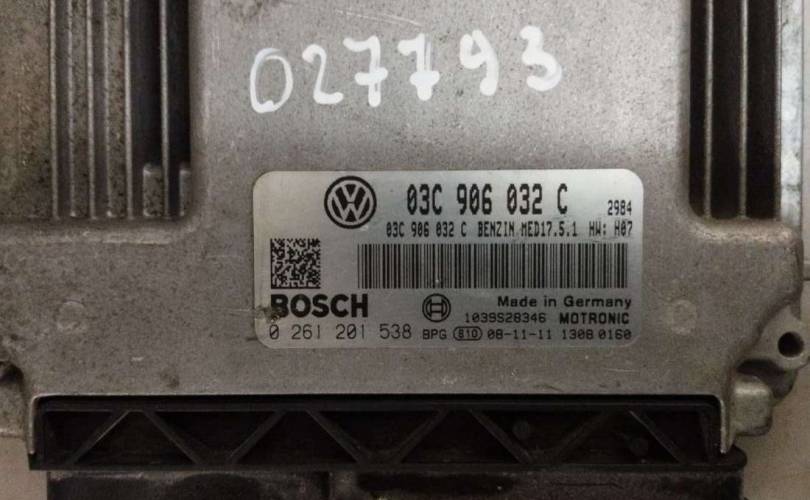 027793
03C 906 032 C 2984
03C 906 032 C BENZIN MED17.5.1 HW: H07
BOSCH Made in Germany
1039S28346 MOTRONIC
0 261 201 538 BPG 810 08-11-11 1308 0160